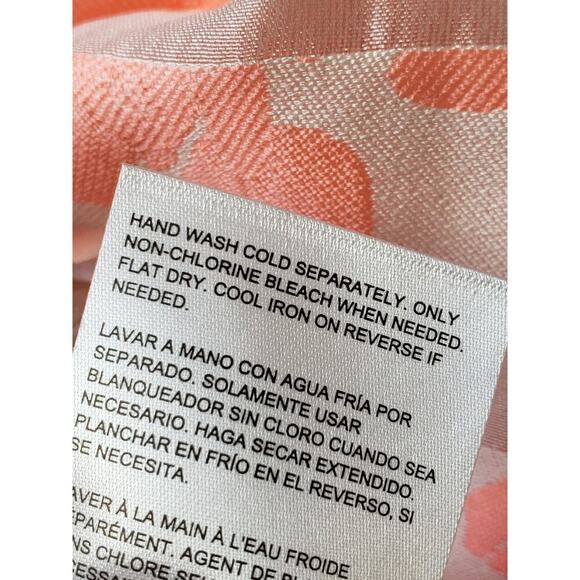 HAND WASH COLD SEPARATELY. ONLY
NON-CHLORINE BLEACH WHEN NEEDED.
FLAT DRY. COOL IRON ON REVERSE IF
NEEDED.
LAVAR A MANO CON AGUA FRÍA POR
SEPARADO. SOLAMENTE USAR
BLANQUEADOR SIN CLORO CUANDO SEA
NECESARIO. HAGA SECAR EXTENDIDO.
PLANCHAR EN FRÍO EN EL REVERSO, SI
SE NECESITA.
AVER À LA MAIN À L'EAU FROIDE
ÉPARÉMENT. AGENT DE
NS CHLORE